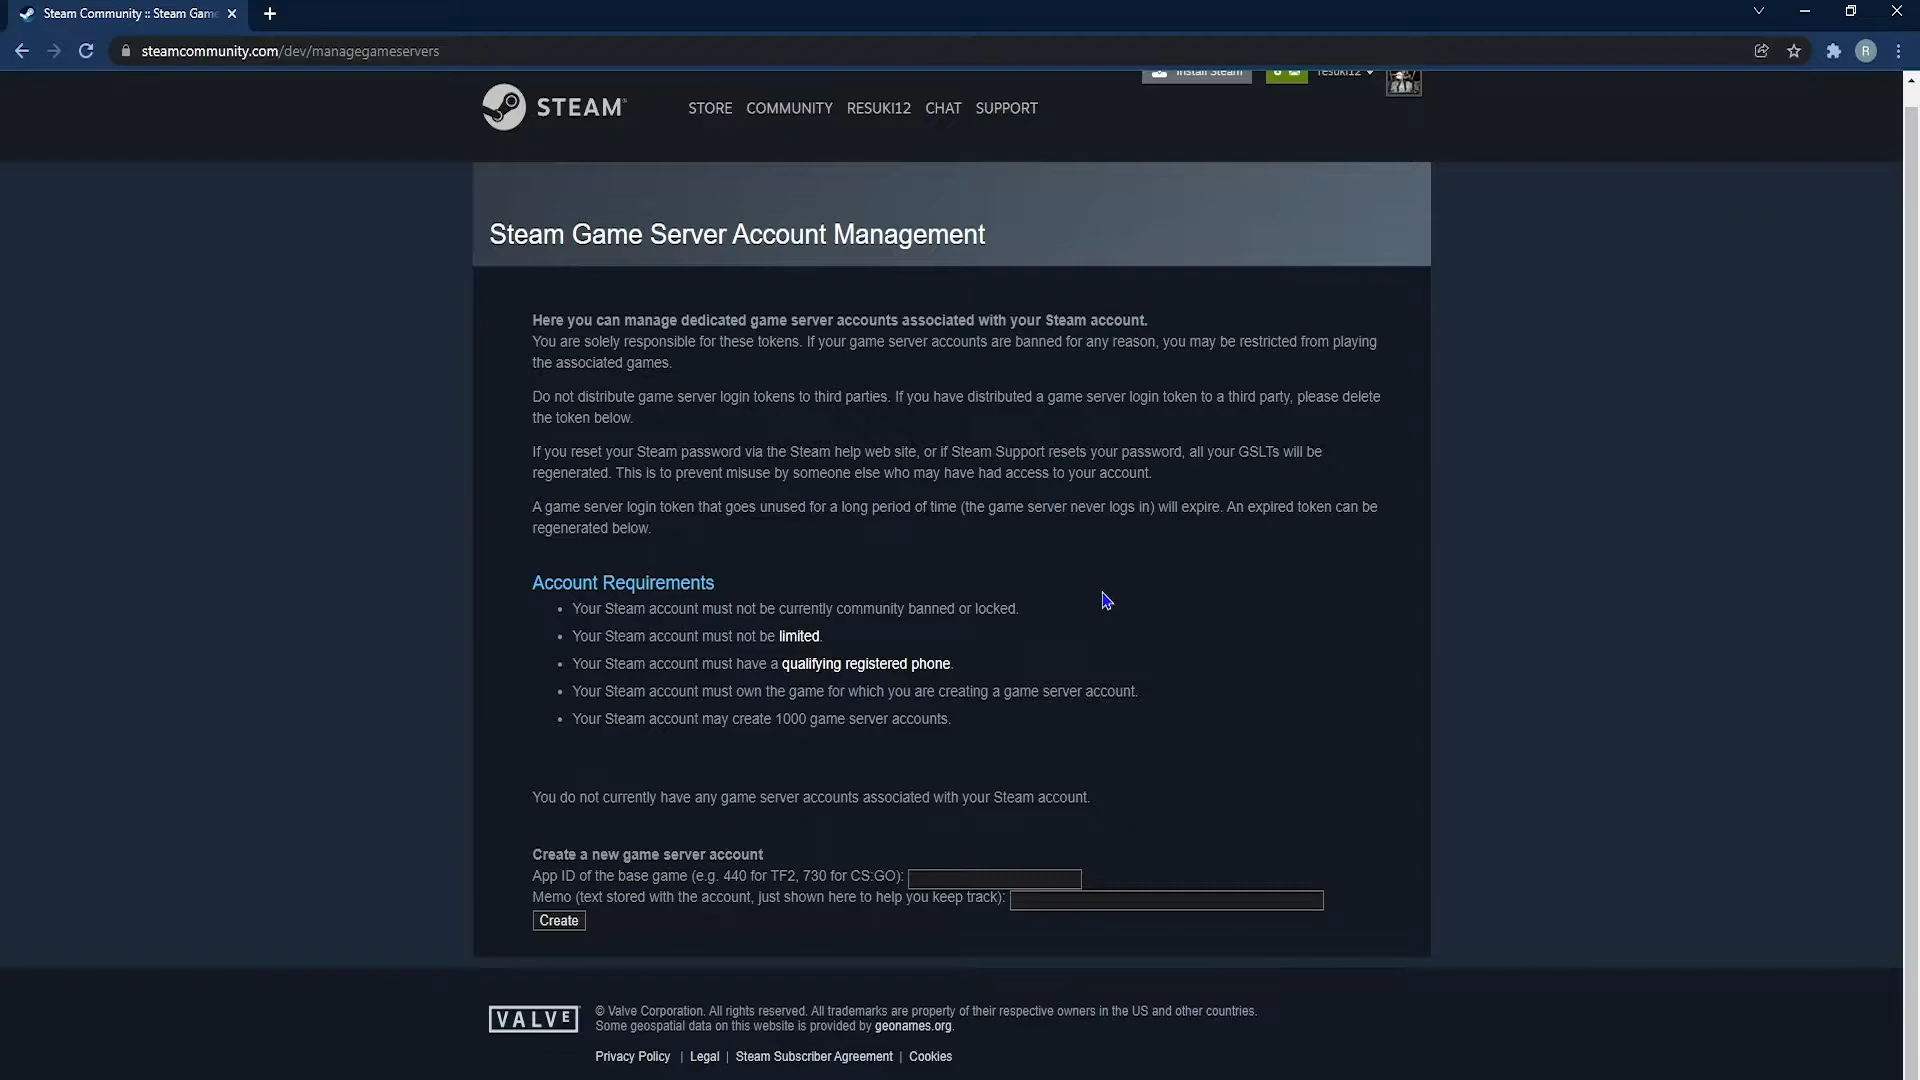 Steam Community :: Steam Game
steamcommunity.com/dev/managegameservers
R
Install Steam
resuki12
STEAM
STORE COMMUNITY RESUKI12 CHAT SUPPORT
Steam Game Server Account Management
Here you can manage dedicated game server accounts associated with your Steam account.
You are solely responsible for these tokens. If your game server accounts are banned for any reason, you may be restricted from playing
the associated games.
Do not distribute game server login tokens to third parties. If you have distributed a game server login token to a third party, please delete
the token below.
If you reset your Steam password via the Steam help web site, or if Steam Support resets your password, all your GSLTs will be
regenerated. This is to prevent misuse by someone else who may have had access to your account.
A game server login token that goes unused for a long period of time (the game server never logs in) will expire. An expired token can be
regenerated below.
Account Requirements
• Your Steam account must not be currently community banned or locked.
• Your Steam account must not be limited.
• Your Steam account must have a qualifying registered phone.
• Your Steam account must own the game for which you are creating a game server account.
• Your Steam account may create 1000 game server accounts.
You do not currently have any game server accounts associated with your Steam account.
Create a new game server account
App ID of the base game (e.g. 440 for TF2, 730 for CS:GO):
Memo (text stored with the account, just shown here to help you keep track):
Create
VALVE
© Valve Corporation. All rights reserved. All trademarks are property of their respective owners in the US and other countries.
Some geospatial data on this website is provided by geonames.org.
Privacy Policy | Legal | Steam Subscriber Agreement | Cookies